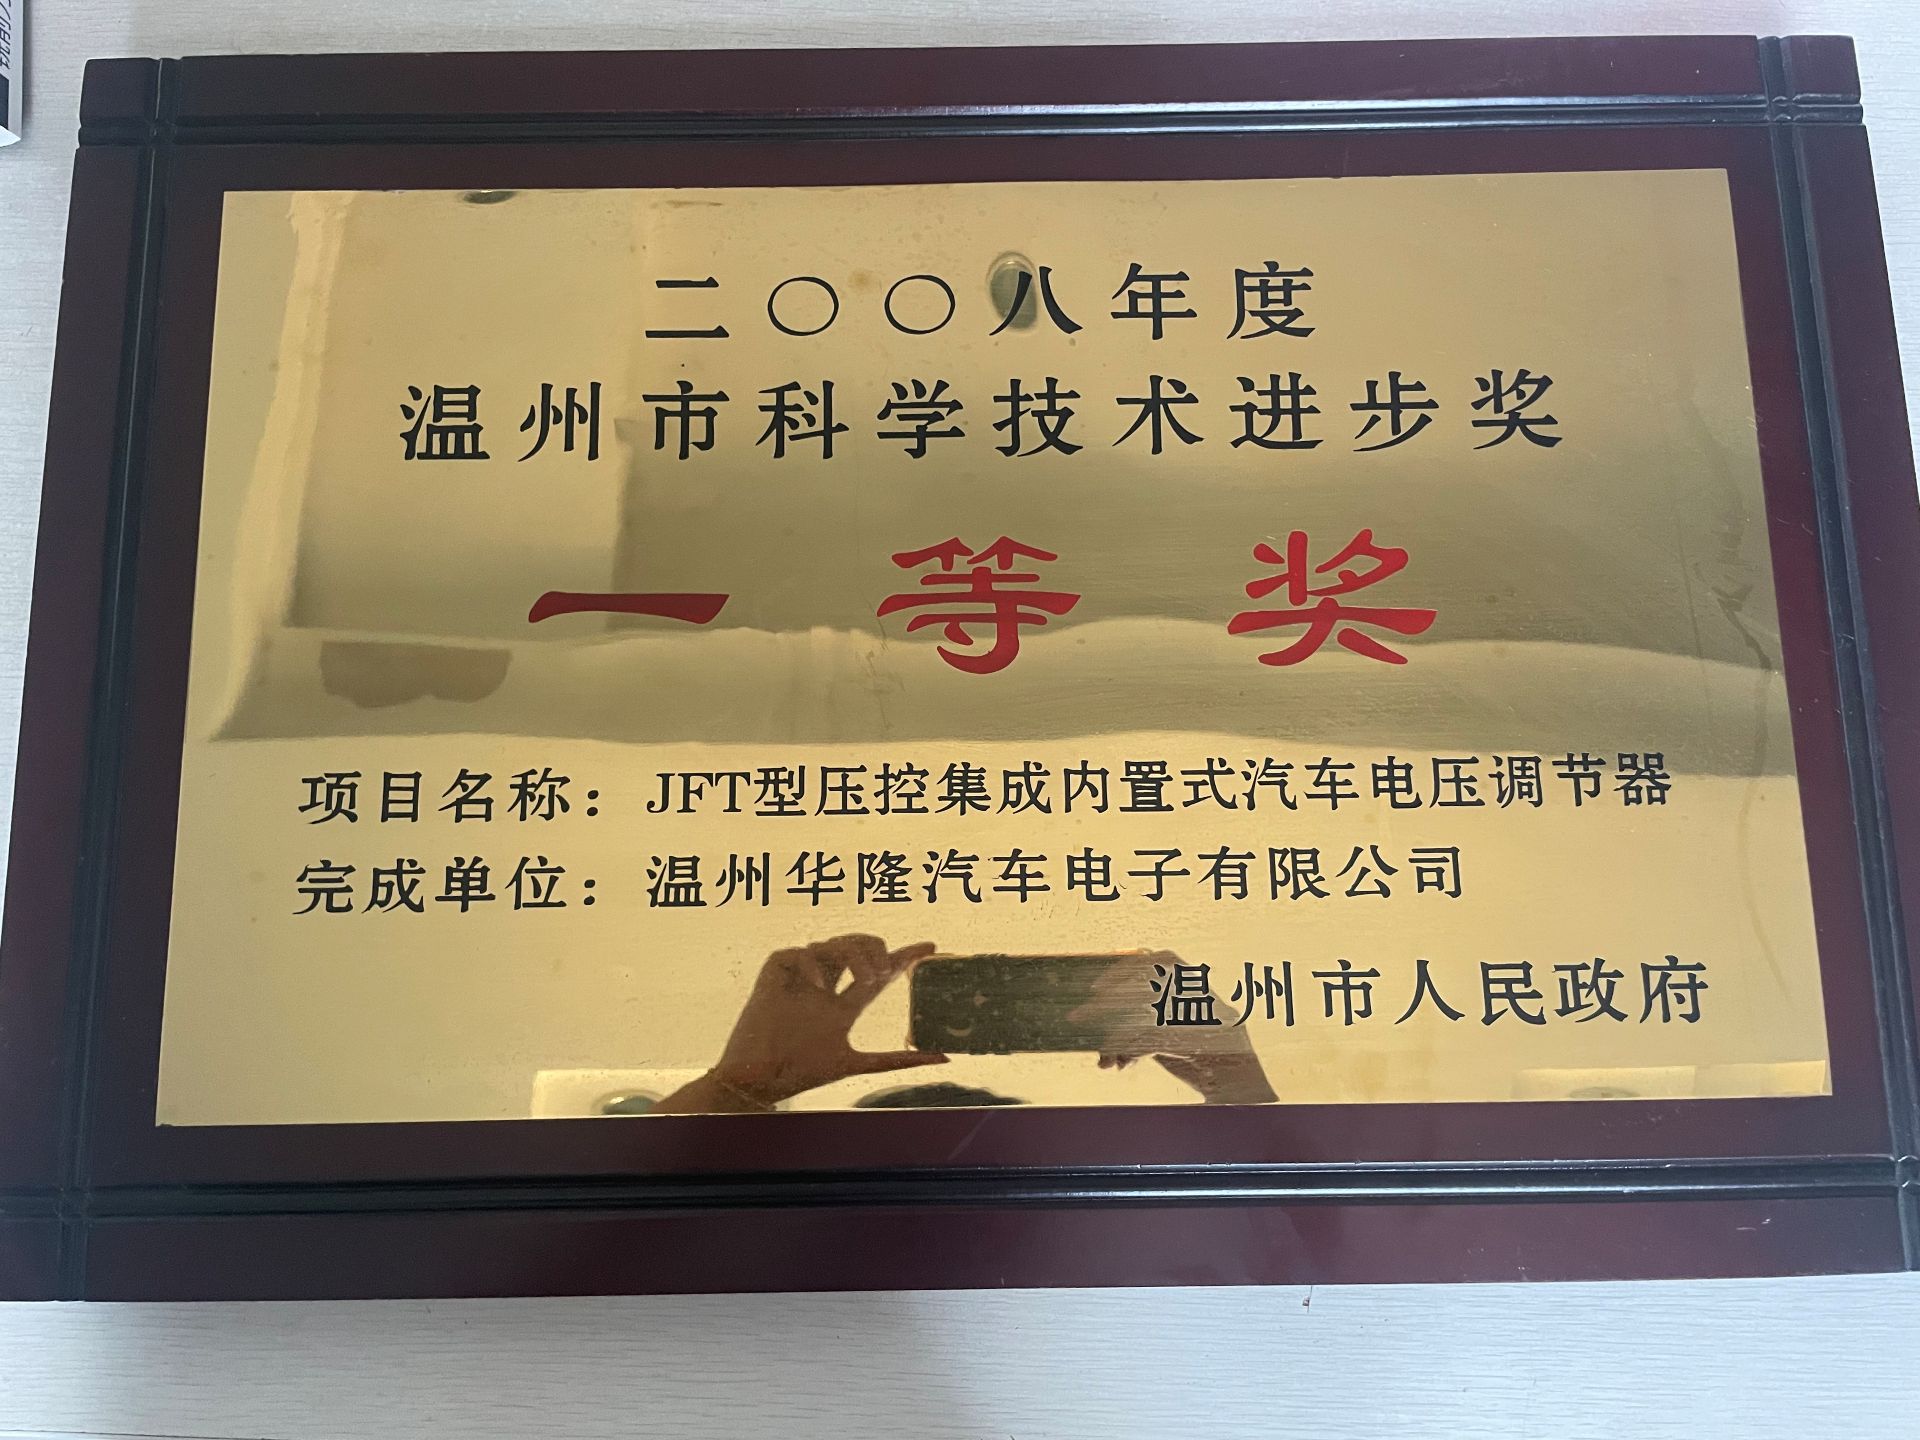 二〇〇八年度
温州市科学技术进步奖
一等奖
项目名称：JFT型压控集成内置式汽车电压调节器
完成单位：温州华隆汽车电子有限公司
温州市人民政府